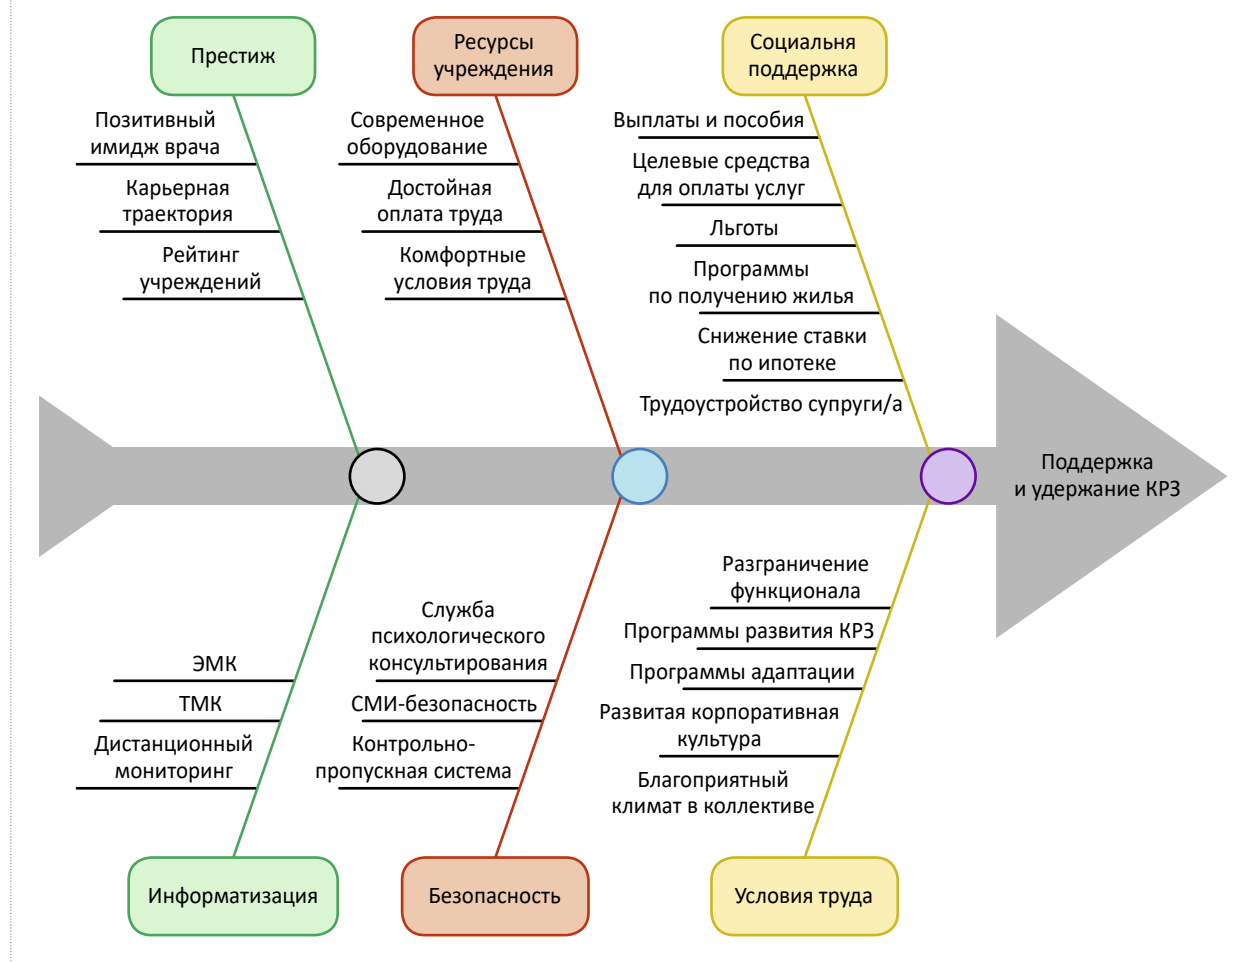 Престиж
Ресурсы
учреждения
Социальня
поддержка
Позитивный
имидж врача
Карьерная
траектория
Рейтинг
учреждений
Современное
оборудование
Достойная
оплата труда
Комфортные
условия труда
Выплаты и пособия
Целевые средства
для оплаты услуг
Льготы
Программы
по получению жилья
Снижение ставки
по ипотеке
Трудоустройство супруги/а
Поддержка
и удержание КРЗ
ЭМК
ТМК
Дистанционный
мониторинг
Служба
психологического
консультирования
СМИ-безопасность
Контрольно-
пропускная система
Разграничение
функционала
Программы развития КРЗ
Программы адаптации
Развитая корпоративная
культура
Благоприятный
климат в коллективе
Информатизация
Безопасность
Условия труда